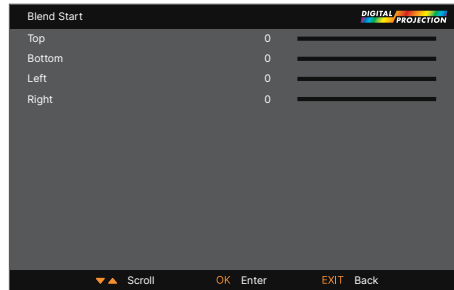 Blend Start
DIGITAL
PROJECTION
Top 0
Bottom 0
Left 0
Right 0
▼▲ Scroll OK Enter EXIT Back